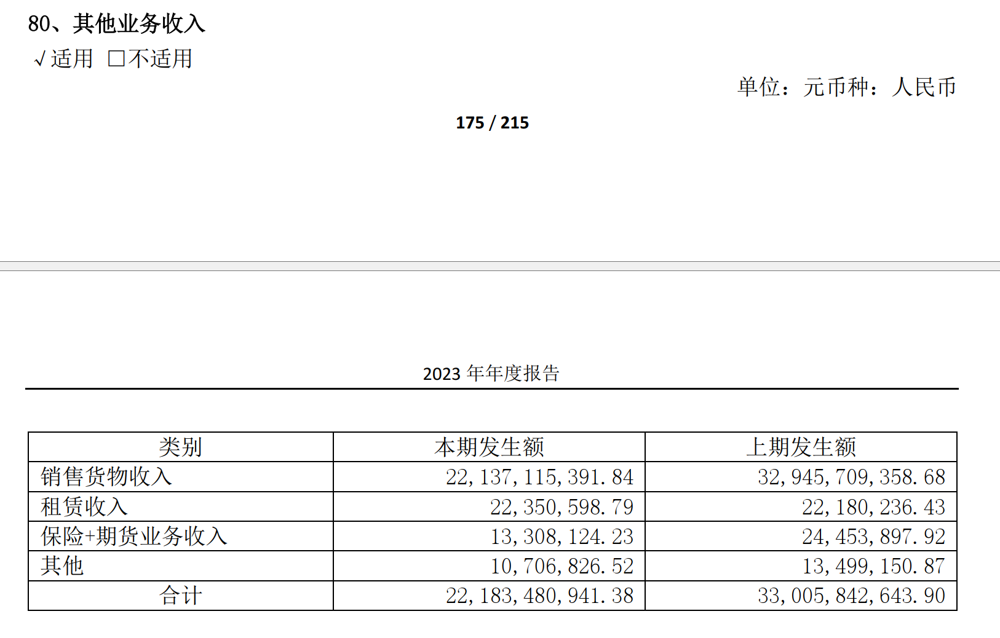 80、其他业务收入
√适用 □不适用
单位：元币种：人民币
175 / 215
2023 年年度报告
类别 本期发生额 上期发生额
销售货物收入 22,137,115,391.84 32,945,709,358.68
租赁收入 22,350,598.79 22,180,236.43
保险+期货业务收入 13,308,124.23 24,453,897.92
其他 10,706,826.52 13,499,150.87
合计 22,183,480,941.38 33,005,842,643.90